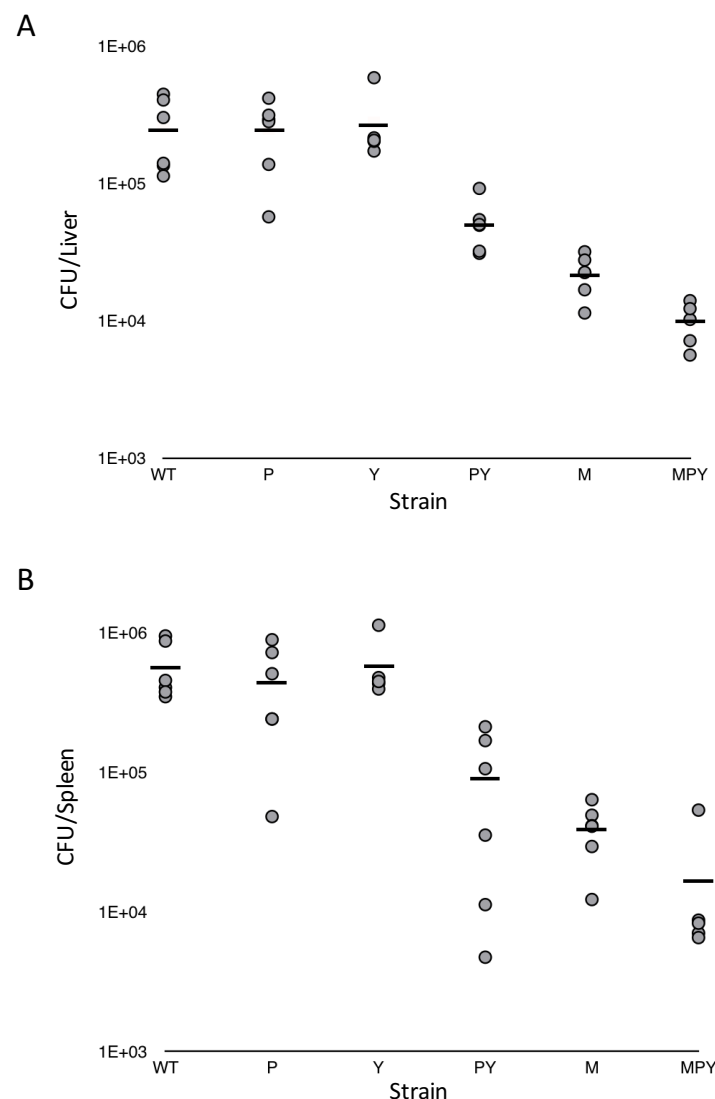 A
1E+06
1E+05
1E+04
1E+03
CFU/Liver
WT P Y PY M MPY
Strain
B
1E+06
1E+05
1E+04
1E+03
CFU/Spleen
WT P Y PY M MPY
Strain